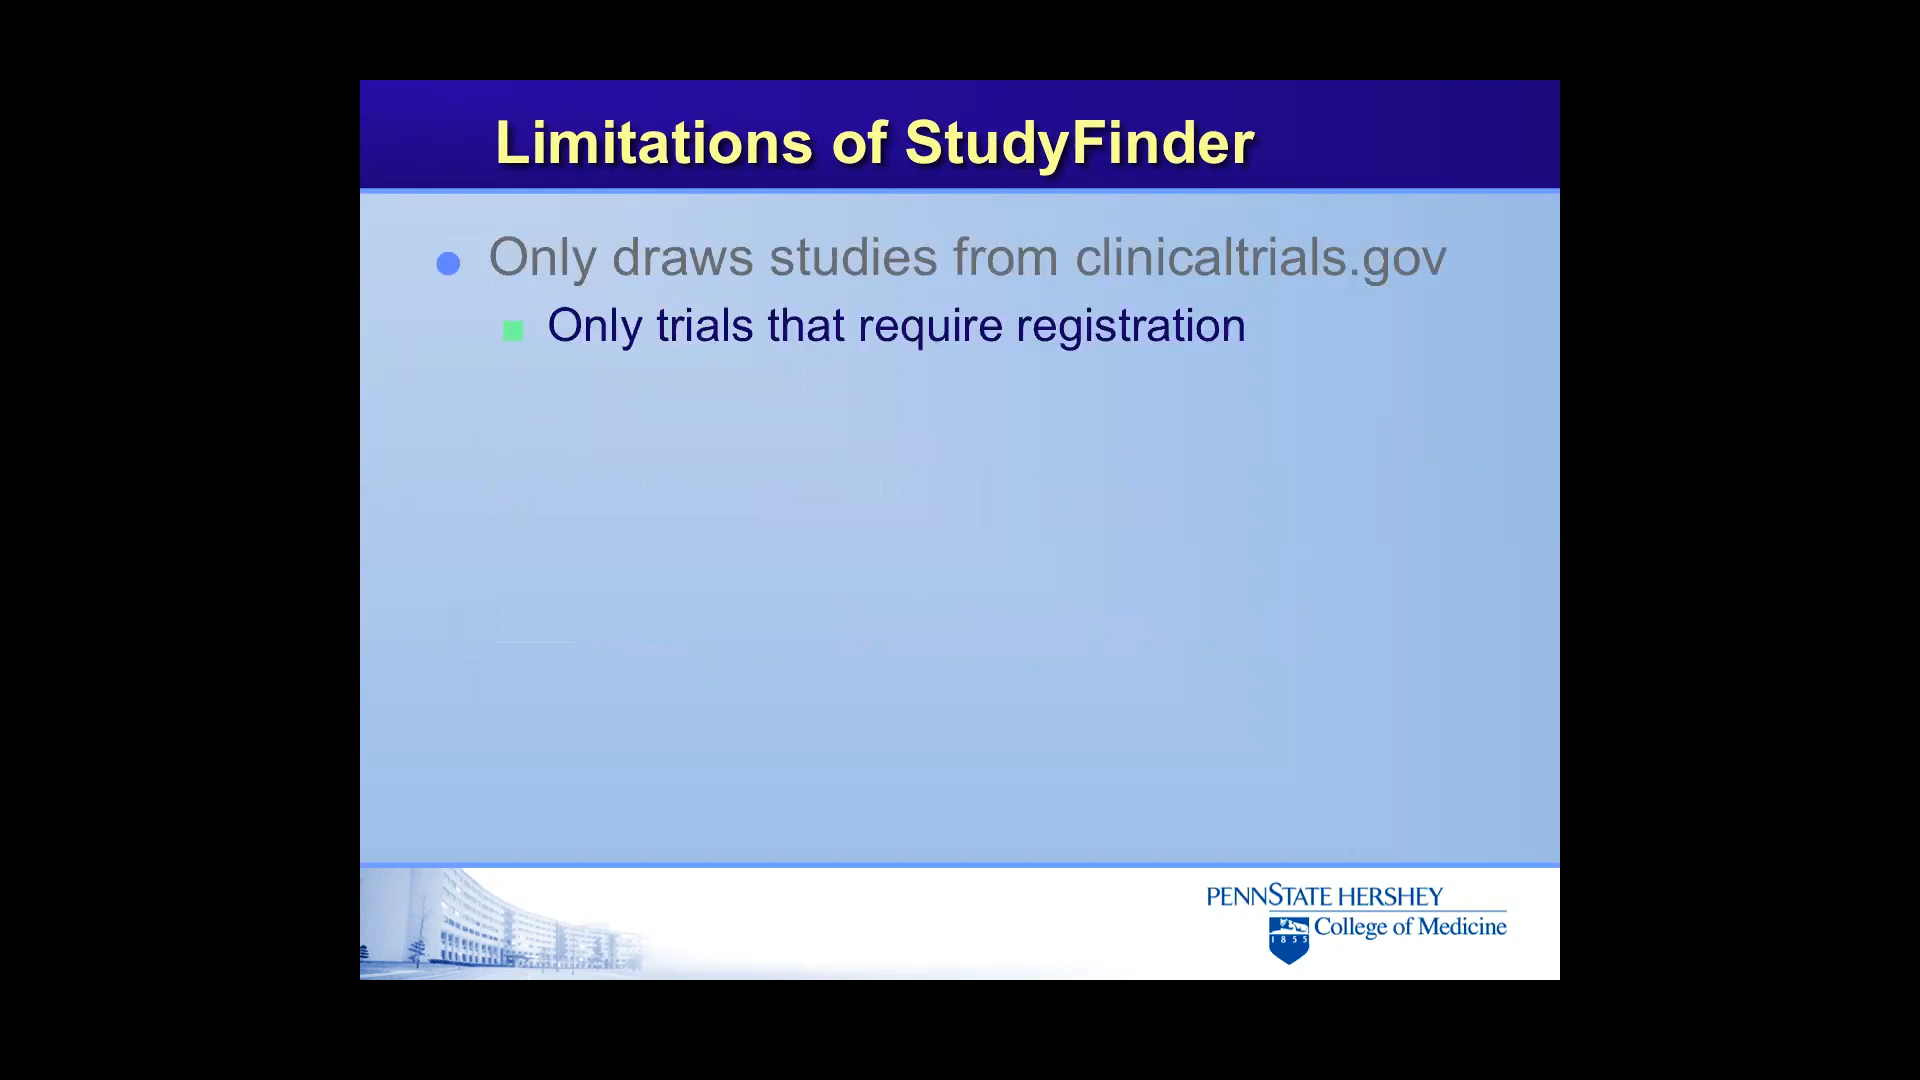 Limitations of StudyFinder
Only draws studies from clinicaltrials.gov
Only trials that require registration
PENNSTATE HERSHEY
College of Medicine
1855